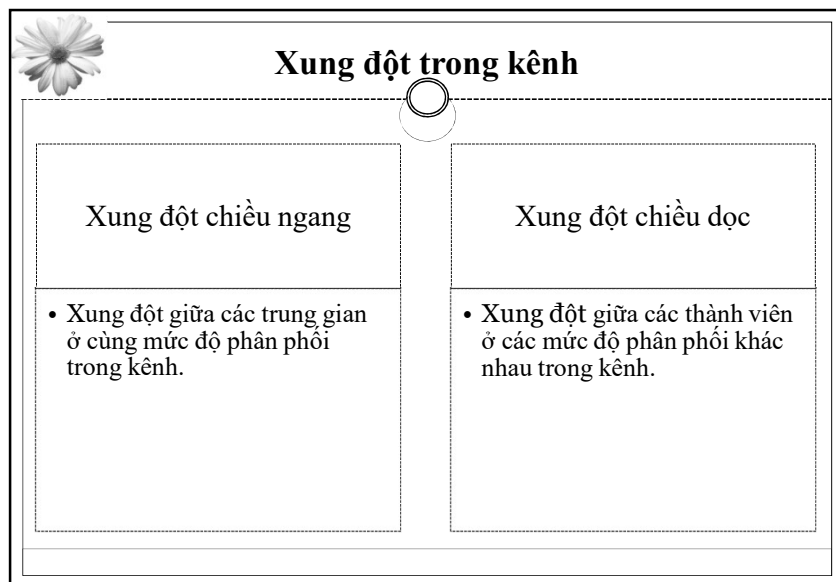 Xung đột trong kênh
Xung đột chiều ngang
• Xung đột giữa các trung gian
ở cùng mức độ phân phối
trong kênh.
Xung đột chiều dọc
• Xung đột giữa các thành viên
ở các mức độ phân phối khác
nhau trong kênh.